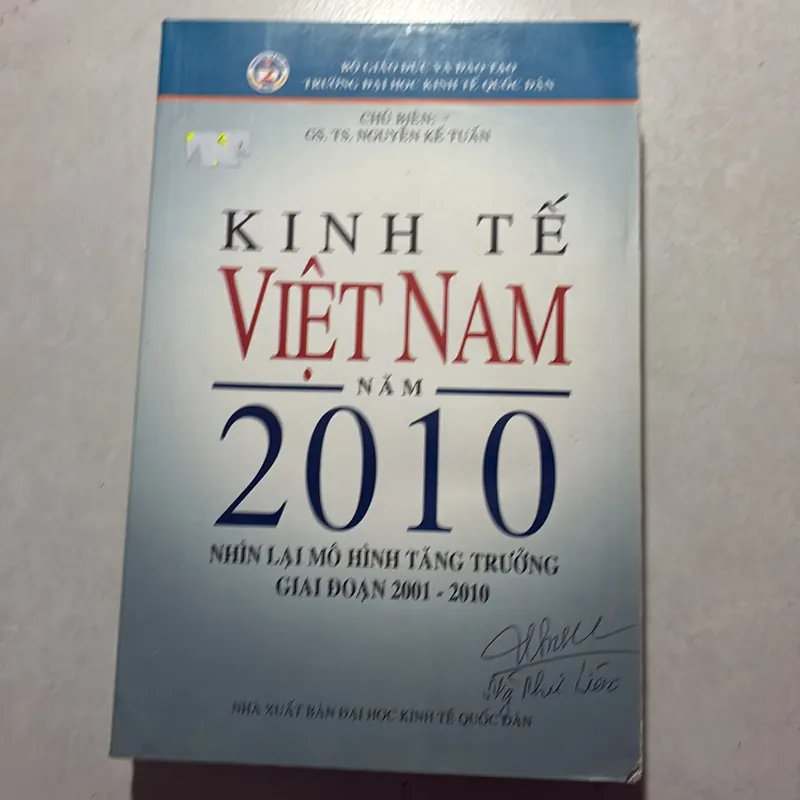 BỘ GIÁO DỤC VÀ ĐÀO TẠO
TRƯỜNG ĐẠI HỌC KINH TẾ QUỐC DÂN
CHỦ BIÊN:
GS. TS. NGUYỄN KẾ TUẤN
KINH TẾ
VIỆT NAM
NĂM
2010
NHÌN LẠI MÔ HÌNH TĂNG TRƯỞNG
GIAI ĐOẠN 2001 - 2010
NHÀ XUẤT BẢN ĐẠI HỌC KINH TẾ QUỐC DÂN